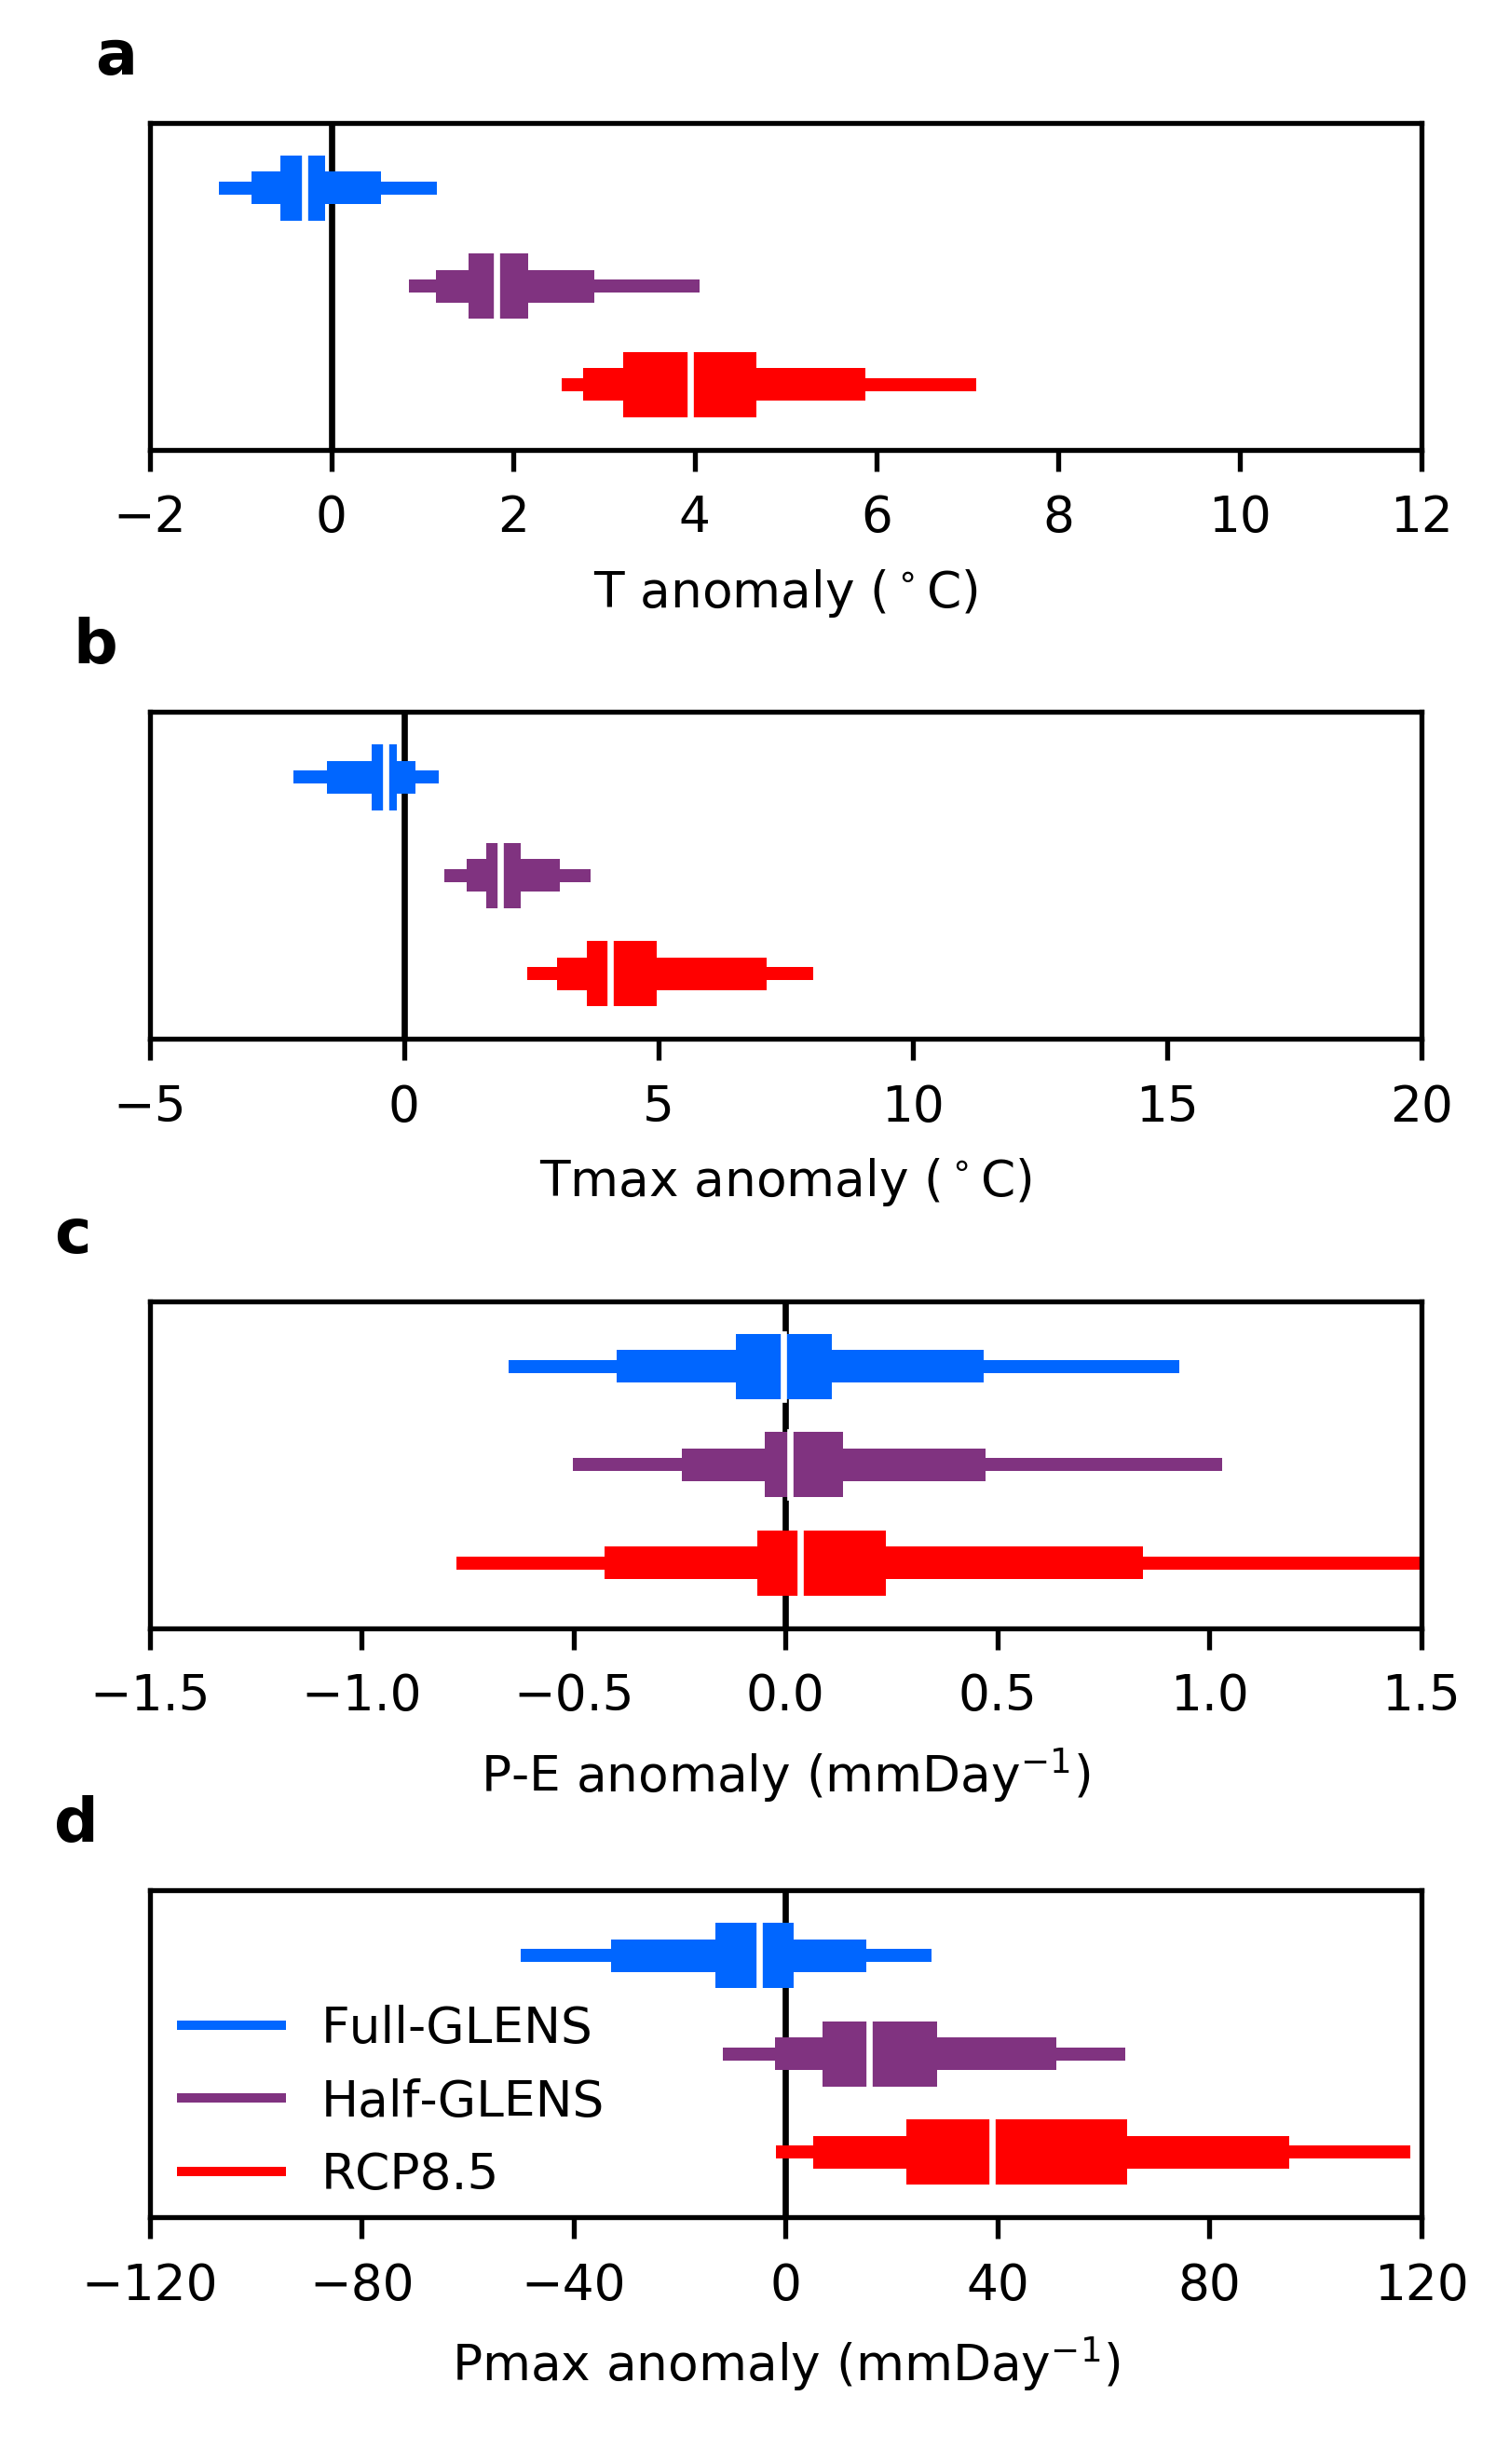 a
−2 0 2 4 6 8 10 12
T anomaly (°C)
b
−5 0 5 10 15 20
Tmax anomaly (°C)
c
−1.5 −1.0 −0.5 0.0 0.5 1.0 1.5
P-E anomaly (mmDay⁻¹)
d
Full-GLENS
Half-GLENS
RCP8.5
−120 −80 −40 0 40 80 120
Pmax anomaly (mmDay⁻¹)